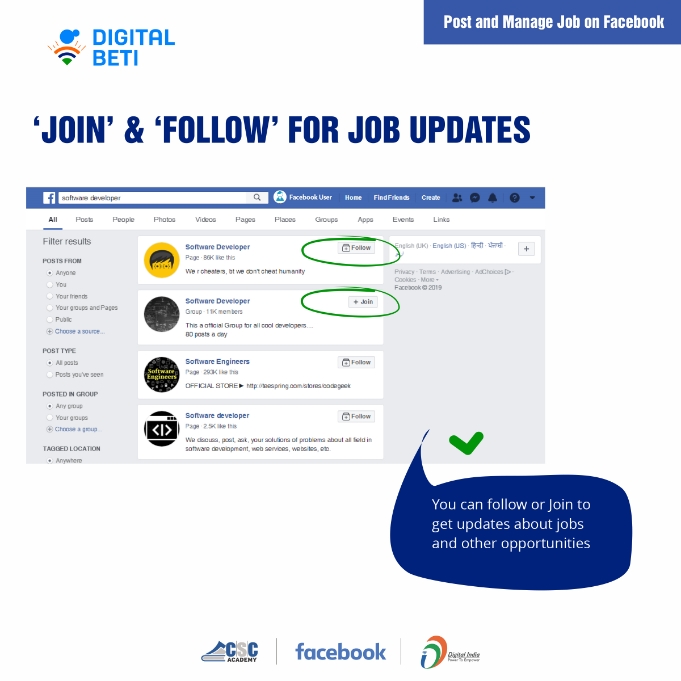 Post and Manage Job on Facebook
DIGITAL
BETI
‘JOIN’ & ‘FOLLOW’ FOR JOB UPDATES
software developer
Facebook User Home Find Friends Create
All Posts People Photos Videos Pages Places Groups Apps Events Links
Filter results
POSTS FROM
Anyone
You
Your friends
Your groups and Pages
Public
Choose a source...
POST TYPE
All posts
Posts you've seen
POSTED IN GROUP
Any group
Your groups
Choose a group...
TAGGED LOCATION
Anywhere
Software Developer
Follow
Page · 86K like this
We r cheaters, bt we don't cheat humanity
Software Developer
+ Join
Group · 11K members
This a official Group for all cool developers....
80 posts a day
Software Engineers
Software Engineers
Follow
Page · 293K like this
OFFICIAL STORE► http://teespring.com/stores/codegeek
Software developer
Follow
Page · 2.5K like this
We discuss, post, ask, your solutions of problems about all field in
software development, web services, websites, etc
English (UK) · English (US) · हिन्दी · ਪੰਜਾਬੀ ·
Privacy · Terms · Advertising · AdChoices ·
Cookies · More
Facebook © 2019
You can follow or Join to
get updates about jobs
and other opportunities
CSC
ACADEMY
facebook
Digital India
Power To Empower